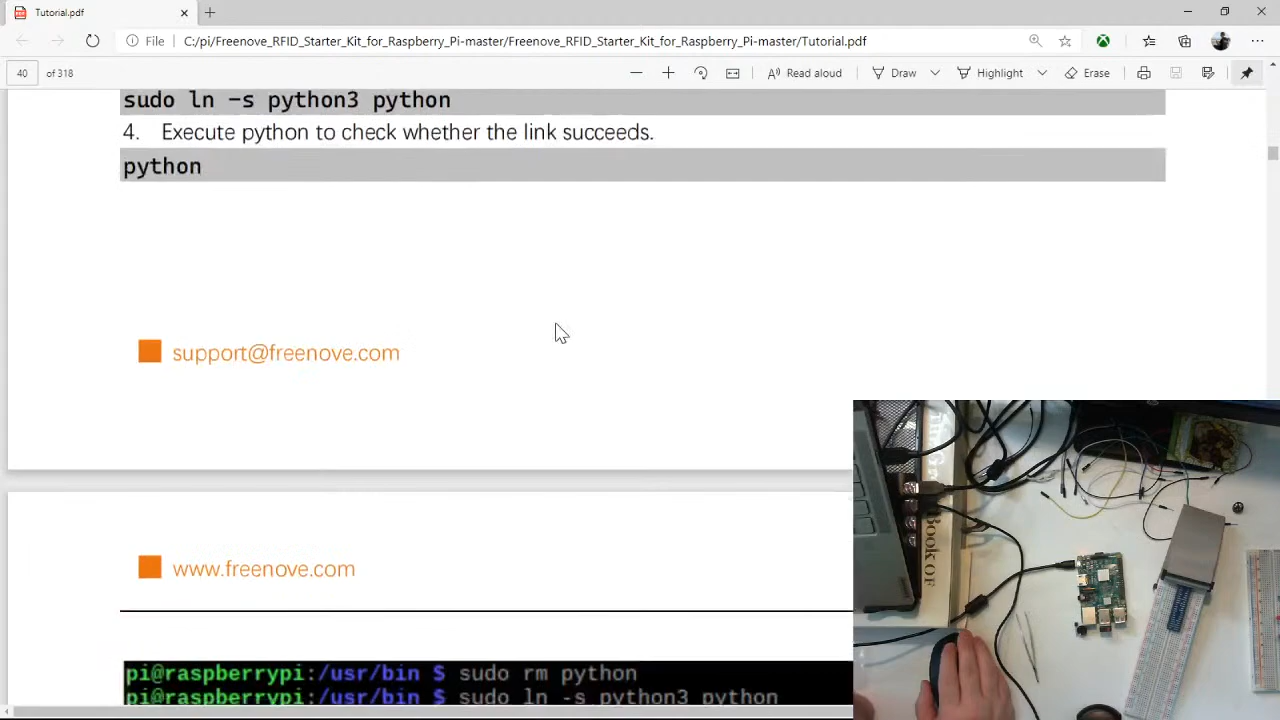 Tutorial.pdf
File
C:/pi/Freenove_RFID_Starter_Kit_for_Raspberry_Pi-master/Freenove_RFID_Starter_Kit_for_Raspberry_Pi-master/Tutorial.pdf
40 of 318
Read aloud
Draw
Highlight
Erase
sudo ln -s python3 python
4. Execute python to check whether the link succeeds.
python
support@freenove.com
www.freenove.com
pi@raspberrypi:/usr/bin $ sudo rm python
pi@raspberrypi:/usr/bin $ sudo ln -s python3 python
Book OF